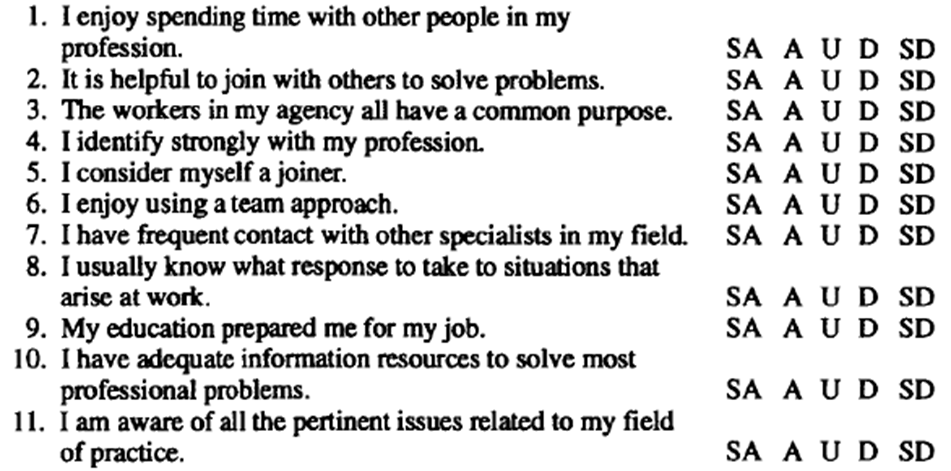 1. I enjoy spending time with other people in my
profession. SA A U D SD
2. It is helpful to join with others to solve problems. SA A U D SD
3. The workers in my agency all have a common purpose. SA A U D SD
4. I identify strongly with my profession. SA A U D SD
5. I consider myself a joiner. SA A U D SD
6. I enjoy using a team approach. SA A U D SD
7. I have frequent contact with other specialists in my field. SA A U D SD
8. I usually know what response to take to situations that
arise at work. SA A U D SD
9. My education prepared me for my job. SA A U D SD
10. I have adequate information resources to solve most
professional problems. SA A U D SD
11. I am aware of all the pertinent issues related to my field
of practice. SA A U D SD